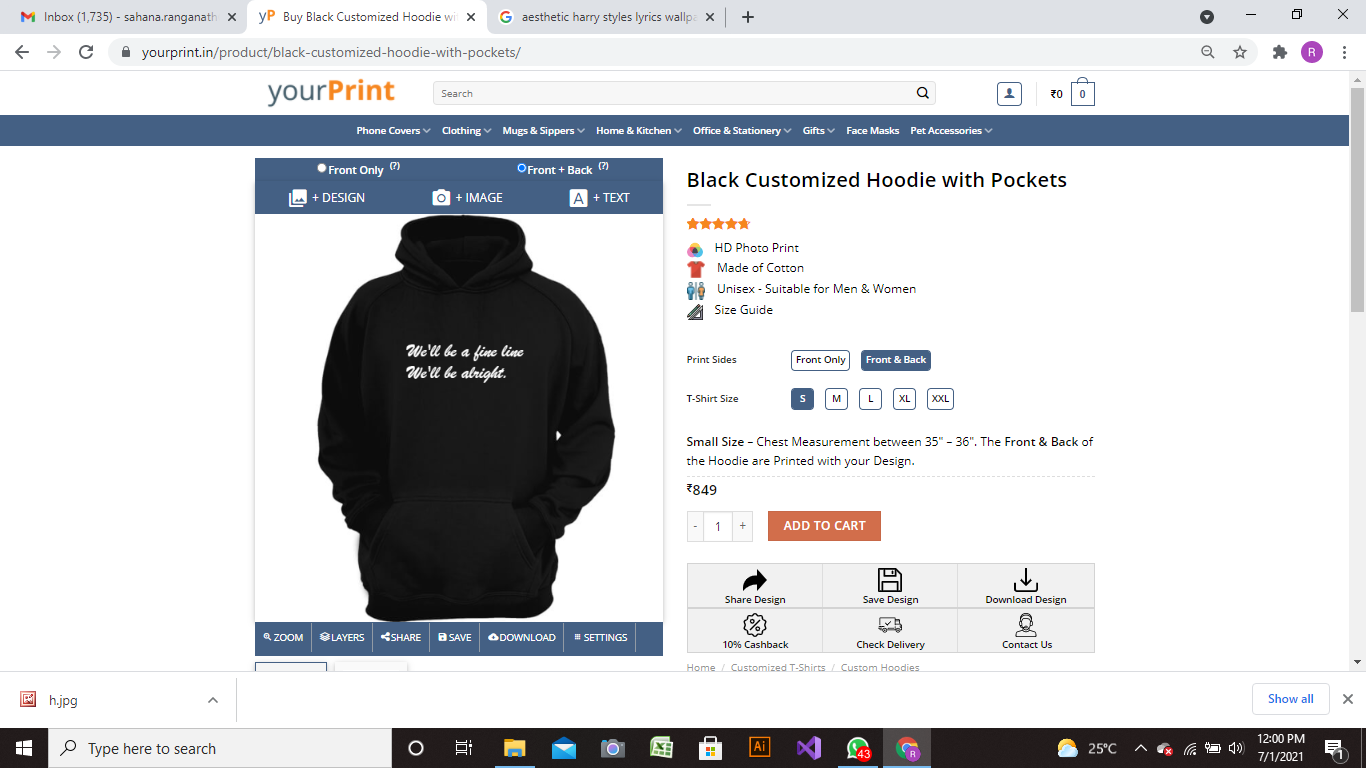 Inbox (1,735) - sahana.ranganath
yP Buy Black Customized Hoodie wi
aesthetic harry styles lyrics wallpa
yourprint.in/product/black-customized-hoodie-with-pockets/
R
yourPrint
Search
₹0 0
Phone Covers Clothing Mugs & Sippers Home & Kitchen Office & Stationery Gifts Face Masks Pet Accessories
Front Only (?) Front + Back (?)
+ DESIGN + IMAGE A + TEXT
We'll be a fine line
We'll be alright.
ZOOM LAYERS SHARE SAVE DOWNLOAD SETTINGS
Black Customized Hoodie with Pockets
HD Photo Print
Made of Cotton
Unisex - Suitable for Men & Women
Size Guide
Print Sides Front Only Front & Back
T-Shirt Size S M L XL XXL
Small Size – Chest Measurement between 35" – 36". The Front & Back of
the Hoodie are Printed with your Design.
₹849
- 1 + ADD TO CART
Share Design Save Design Download Design
10% Cashback Check Delivery Contact Us
Home / Customized T-Shirts / Custom Hoodies
h.jpg
Show all
Type here to search
Ai
43
R
25°C
12:00 PM
7/1/2021
1